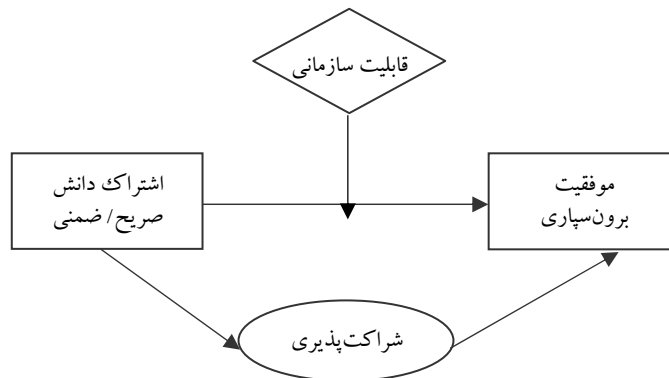 قابلیت سازمانی
اشتراک دانش
صریح/ ضمنی
موفقیت
برون‌سپاری
شراکت‌پذیری